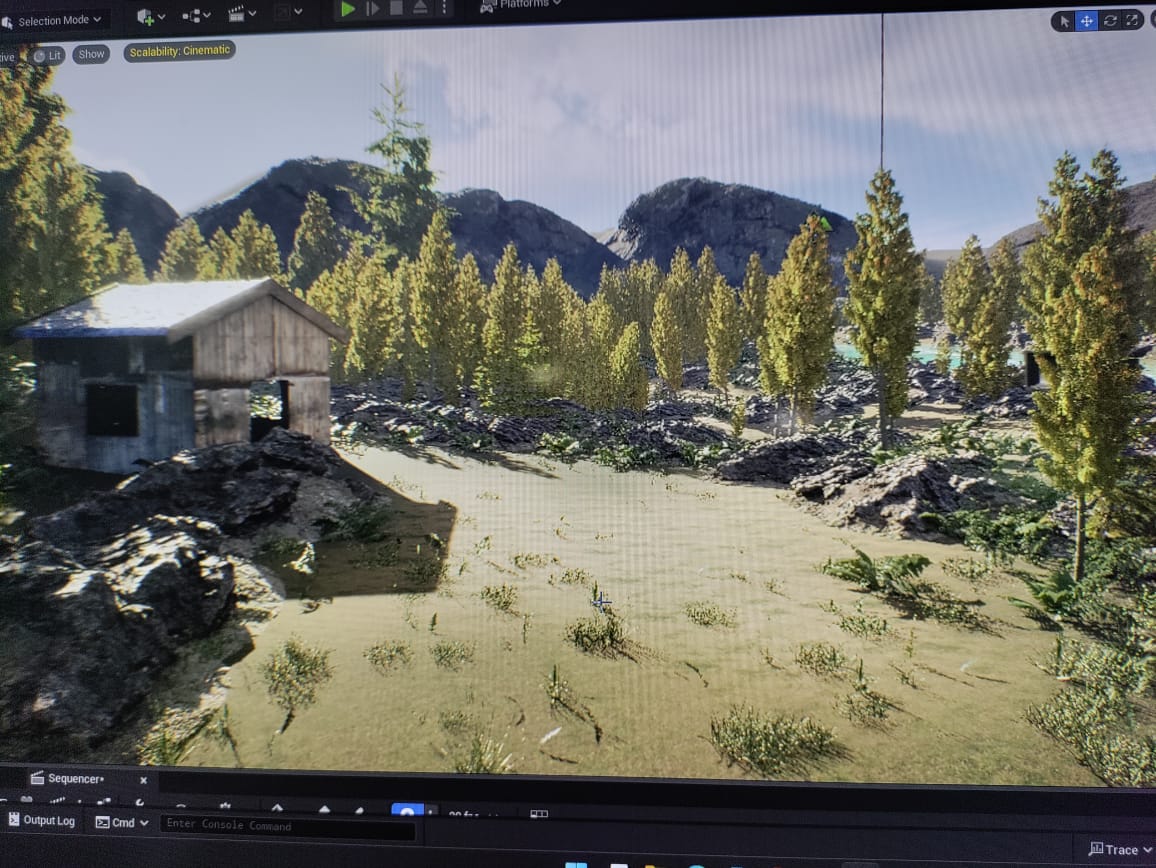 Selection Mode
Platforms
Lit
Show
Scalability: Cinematic
Sequencer*
Output Log
Cmd
Enter Console Command
Trace